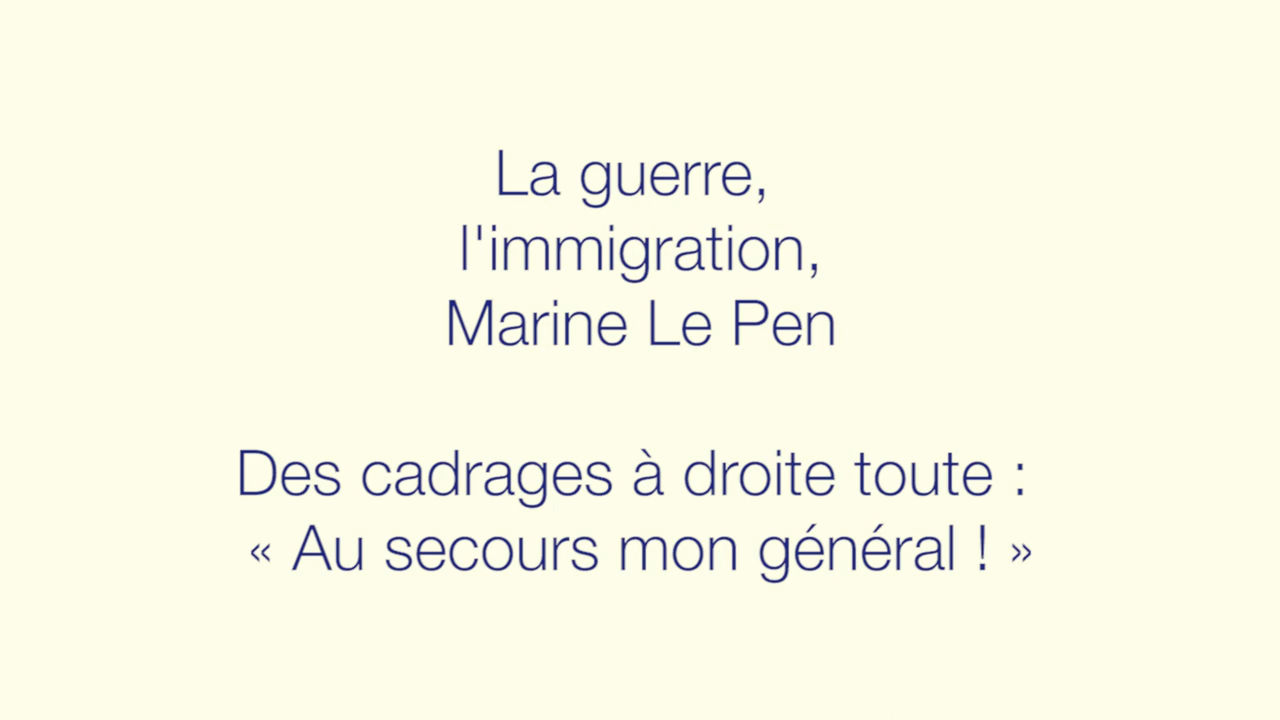 La guerre,
l'immigration,
Marine Le Pen
Des cadrages à droite toute :
« Au secours mon général ! »